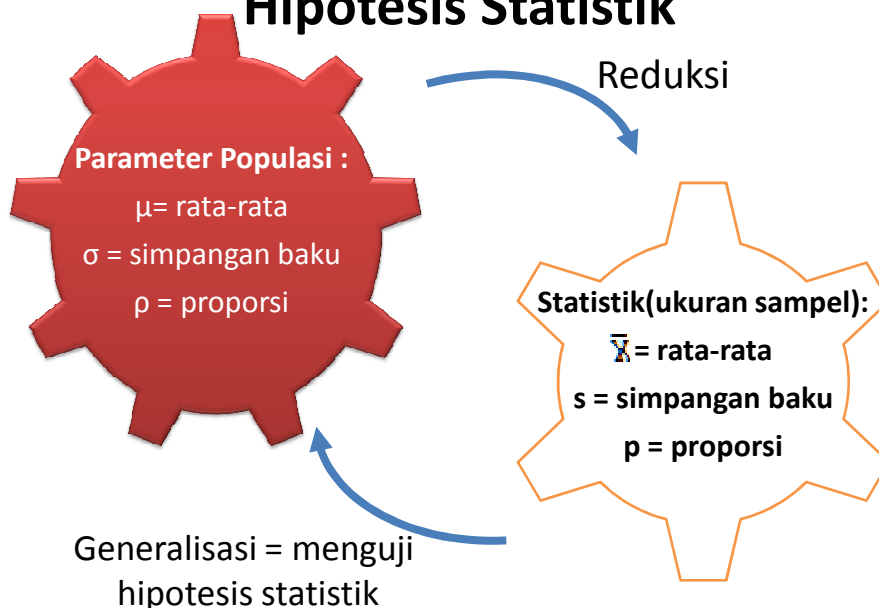 Hipotesis Statistik
Reduksi
Parameter Populasi :
μ= rata-rata
σ = simpangan baku
ρ = proporsi
Statistik(ukuran sampel):
x̄= rata-rata
s = simpangan baku
p = proporsi
Generalisasi = menguji
hipotesis statistik